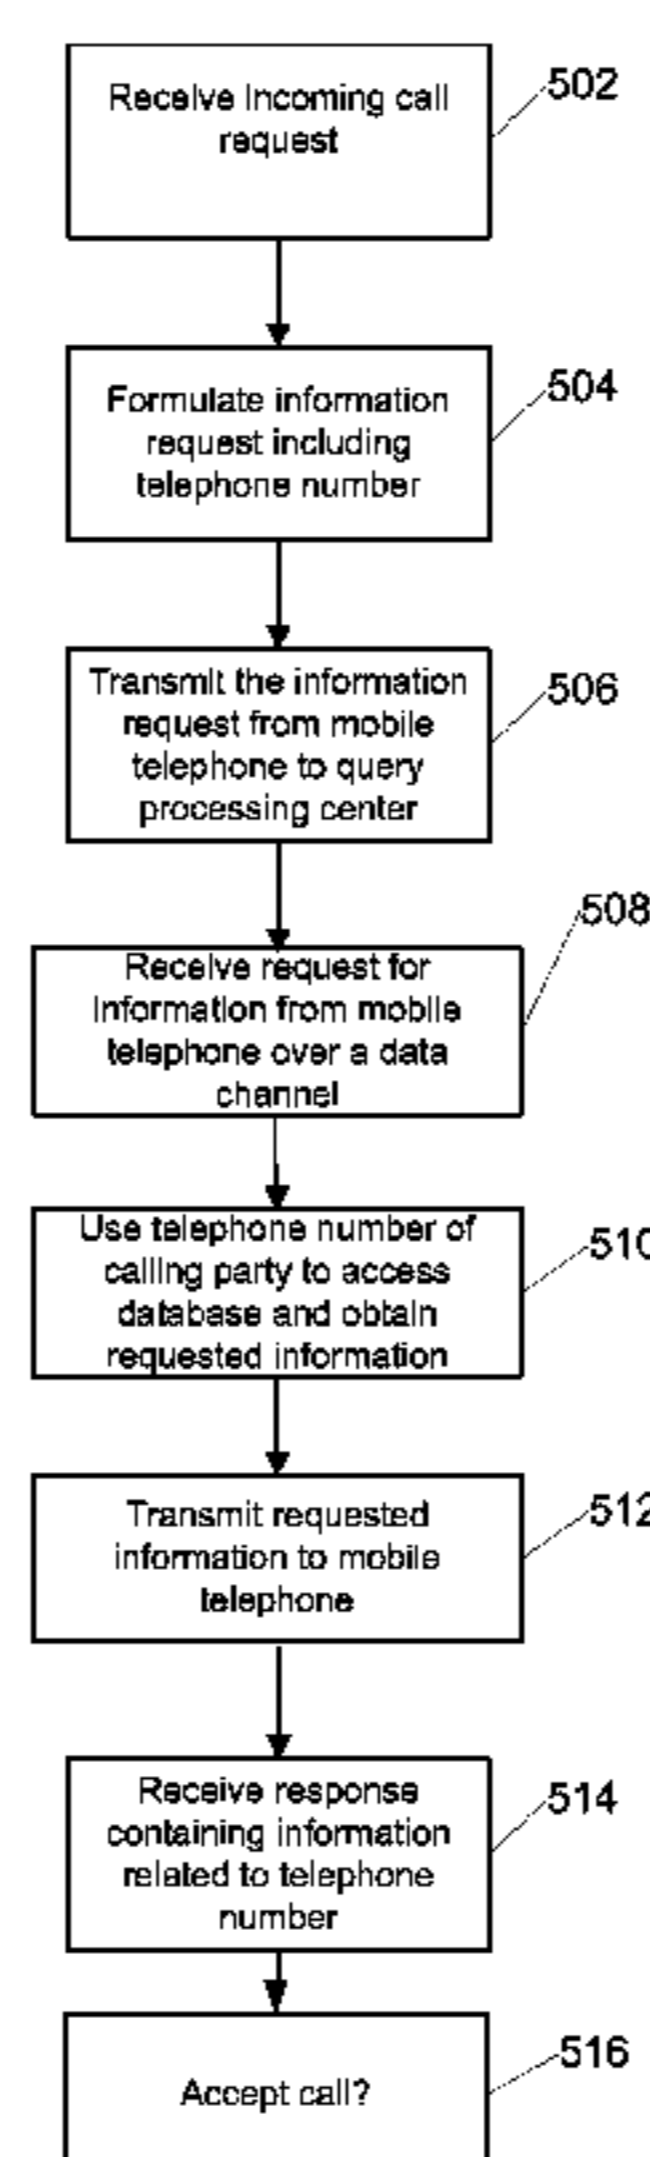 Receive Incoming call
request
502
Formulate information
request including
telephone number
504
Transmit the information
request from mobile
telephone to query
processing center
506
Receive request for
Information from mobile
telephone over a data
channel
508
Use telephone number of
calling party to access
database and obtain
requested information
510
Transmit requested
information to mobile
telephone
512
Receive response
containing information
related to telephone
number
514
Accept call?
516